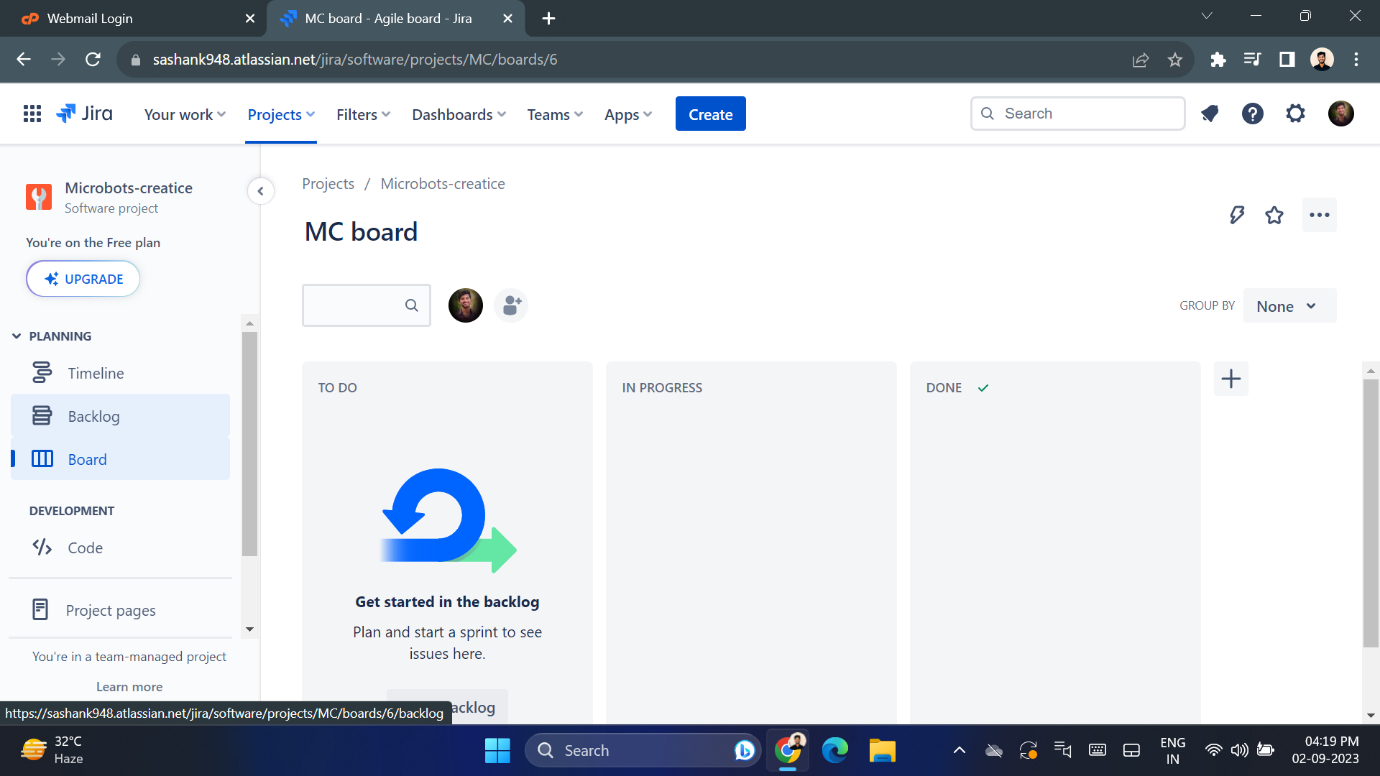 Webmail Login
MC board - Agile board - Jira
sashank948.atlassian.net/jira/software/projects/MC/boards/6
Jira
Your work
Projects
Filters
Dashboards
Teams
Apps
Create
Search
Microbots-creatice
Software project
You're on the Free plan
UPGRADE
PLANNING
Timeline
Backlog
Board
DEVELOPMENT
Code
Project pages
You're in a team-managed project
Learn more
Projects / Microbots-creatice
MC board
GROUP BY
None
TO DO
Get started in the backlog
Plan and start a sprint to see
issues here.
acklog
IN PROGRESS
DONE
https://sashank948.atlassian.net/jira/software/projects/MC/boards/6/backlog
32°C
Haze
Search
ENG
IN
04:19 PM
02-09-2023